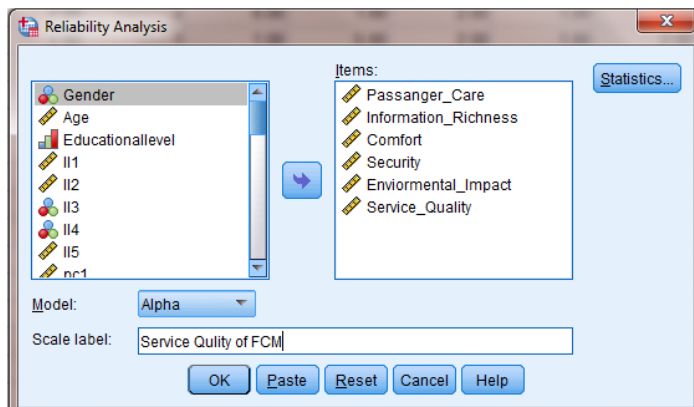 Reliability Analysis
Gender
Age
Educationallevel
II1
II2
II3
II4
II5
pc1
Items:
Passanger_Care
Information_Richness
Comfort
Security
Enviormental_Impact
Service_Quality
Statistics...
Model:
Alpha
Scale label:
Service Qulity of FCM
OK Paste Reset Cancel Help